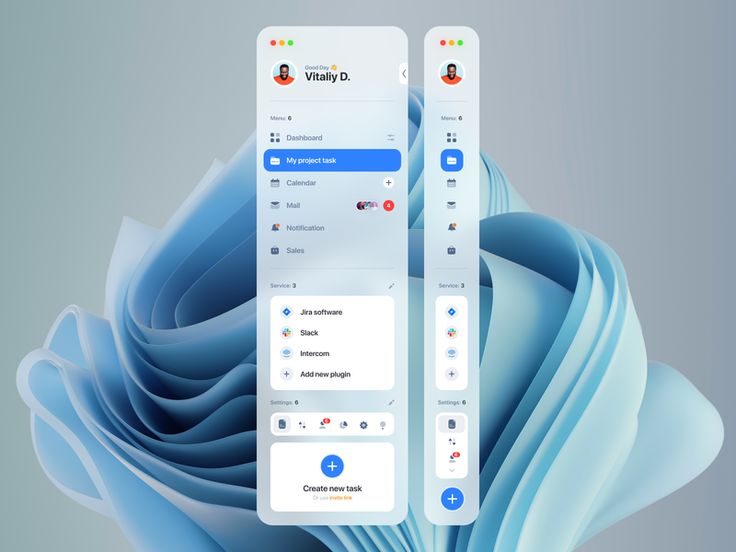 Good Day 👋
Vitaliy D.
Menu: 6
Dashboard
My project task
Calendar
Mail
4
Notification
Sales
Service: 3
Jira software
Slack
Intercom
Add new plugin
Settings: 6
6
Create new task
Or use invite link
Menu: 6
Service: 3
Settings: 6
6